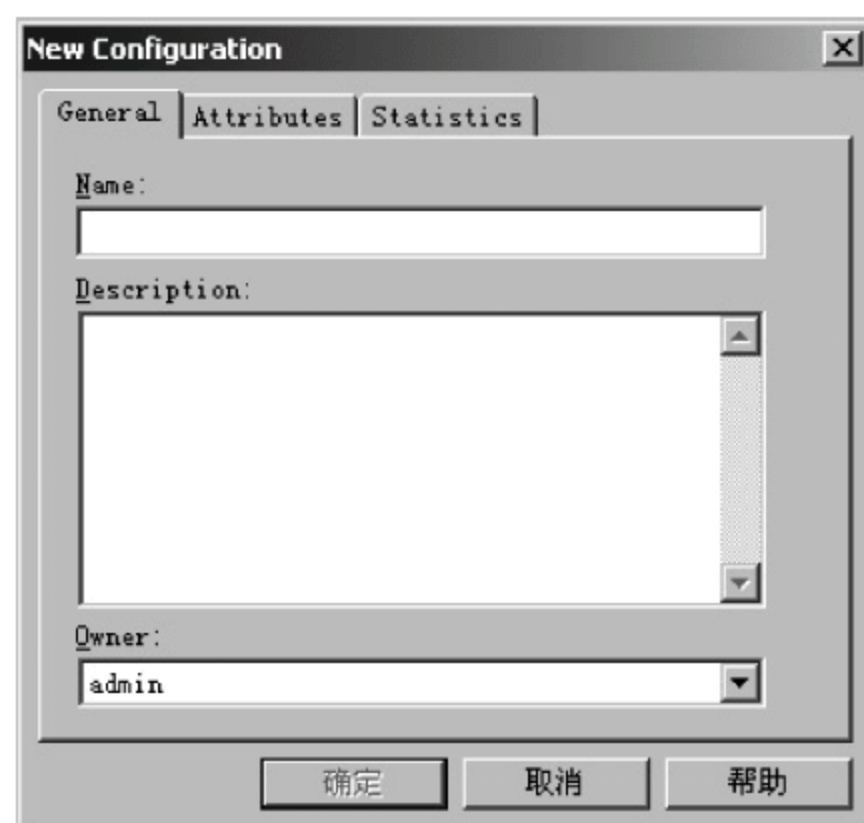 New Configuration
General Attributes Statistics
Name:
Description:
Owner:
admin
确定 取消 帮助